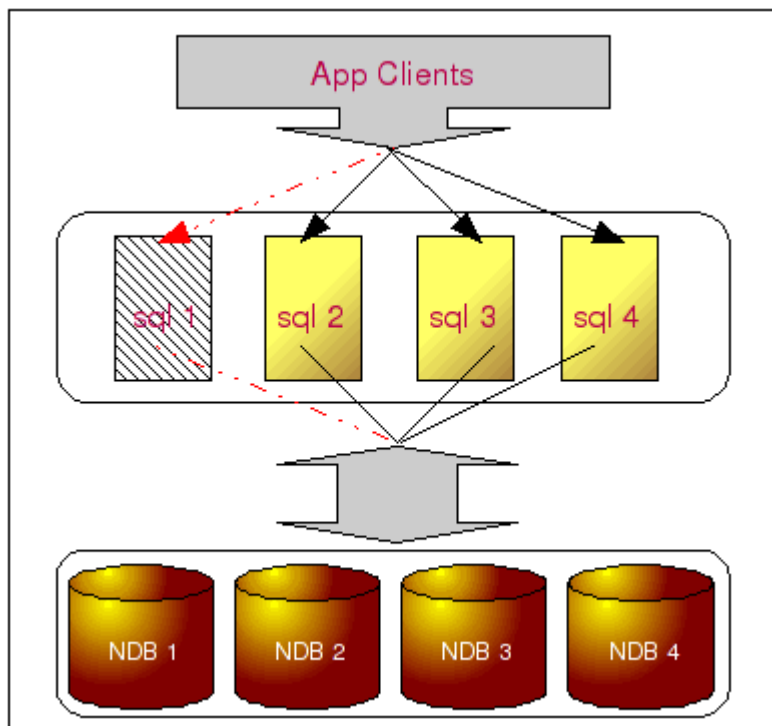 App Clients
sql 1
sql 2
sql 3
sql 4
NDB 1
NDB 2
NDB 3
NDB 4